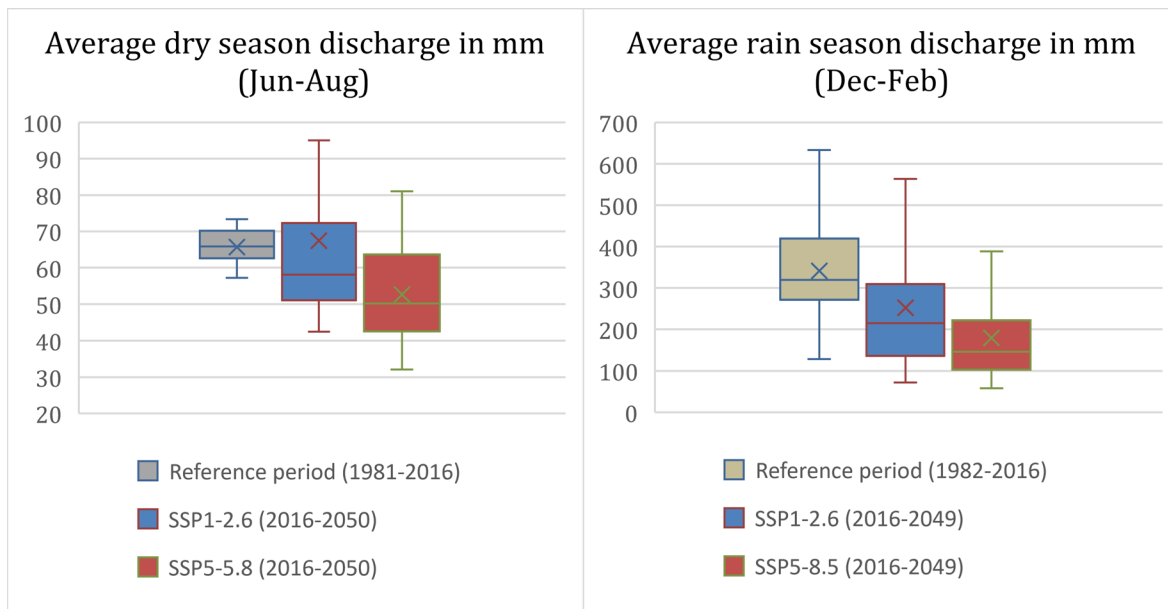 Average dry season discharge in mm
(Jun-Aug)
100
90
80
70
60
50
40
30
20
Reference period (1981-2016)
SSP1-2.6 (2016-2050)
SSP5-5.8 (2016-2050)
Average rain season discharge in mm
(Dec-Feb)
700
600
500
400
300
200
100
0
Reference period (1982-2016)
SSP1-2.6 (2016-2049)
SSP5-8.5 (2016-2049)